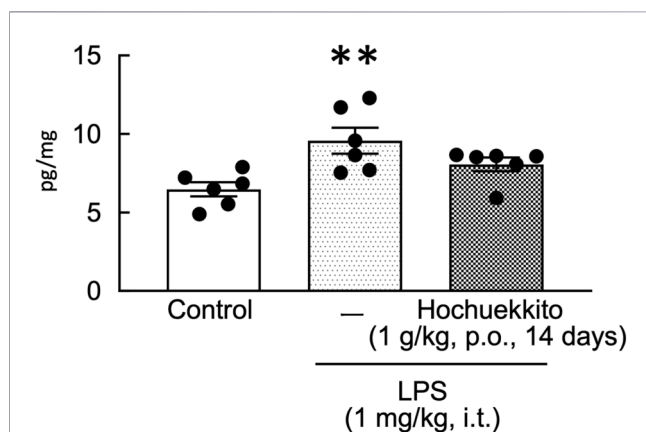 15
**
10
pg/mg
5
0
Control
—
Hochuekkito
(1 g/kg, p.o., 14 days)
LPS
(1 mg/kg, i.t.)